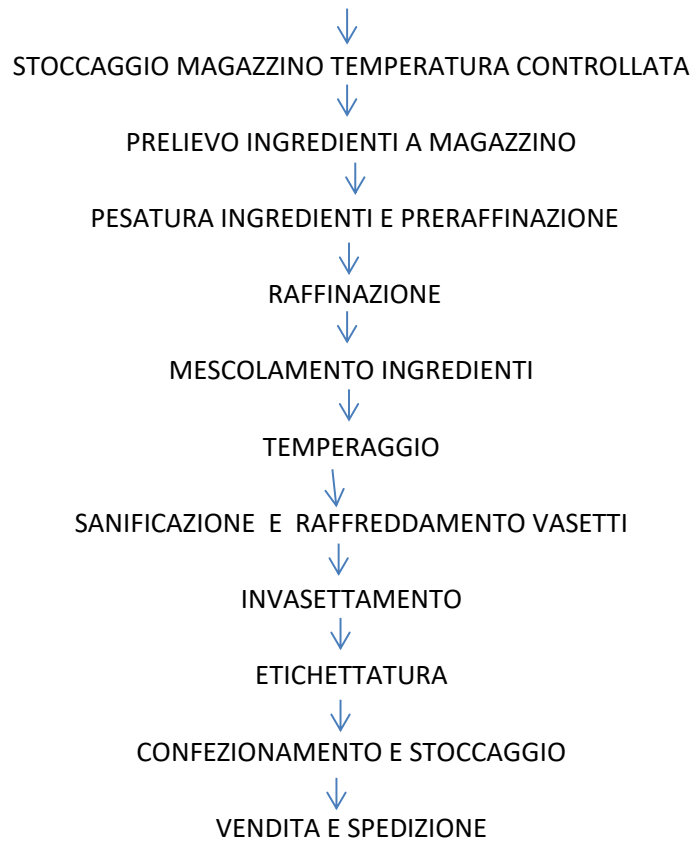 STOCCAGGIO MAGAZZINO TEMPERATURA CONTROLLATA
PRELIEVO INGREDIENTI A MAGAZZINO
PESATURA INGREDIENTI E PRERAFFINAZIONE
RAFFINAZIONE
MESCOLAMENTO INGREDIENTI
TEMPERAGGIO
SANIFICAZIONE E RAFFREDDAMENTO VASETTI
INVASETTAMENTO
ETICHETTATURA
CONFEZIONAMENTO E STOCCAGGIO
VENDITA E SPEDIZIONE